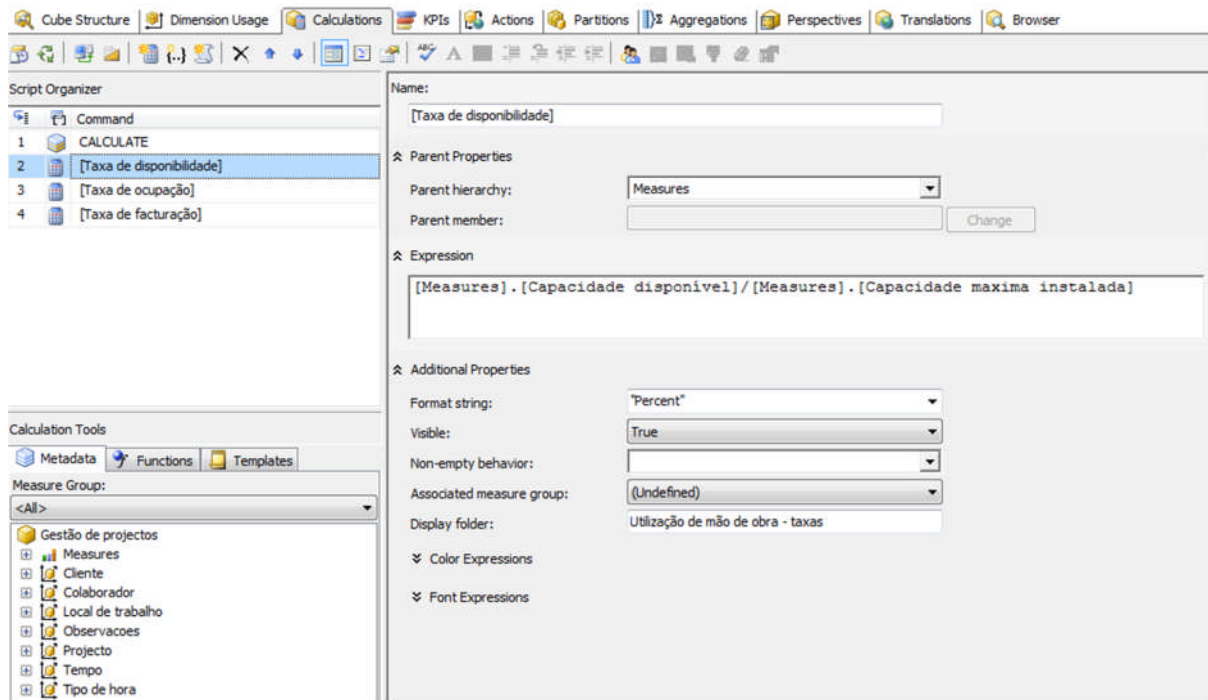 Cube Structure Dimension Usage Calculations KPIs Actions Partitions Aggregations Perspectives Translations Browser
Script Organizer
Command
1 CALCULATE
2 [Taxa de disponibilidade]
3 [Taxa de ocupação]
4 [Taxa de facturação]
Calculation Tools
Metadata Functions Templates
Measure Group:
<All>
Gestão de projectos
Measures
Cliente
Colaborador
Local de trabalho
Observacoes
Projecto
Tempo
Tipo de hora
Name:
[Taxa de disponibilidade]
Parent Properties
Parent hierarchy: Measures
Parent member: Change
Expression
[Measures].[Capacidade disponível]/[Measures].[Capacidade maxima instalada]
Additional Properties
Format string: "Percent"
Visible: True
Non-empty behavior:
Associated measure group: (Undefined)
Display folder: Utilização de mão de obra - taxas
Color Expressions
Font Expressions